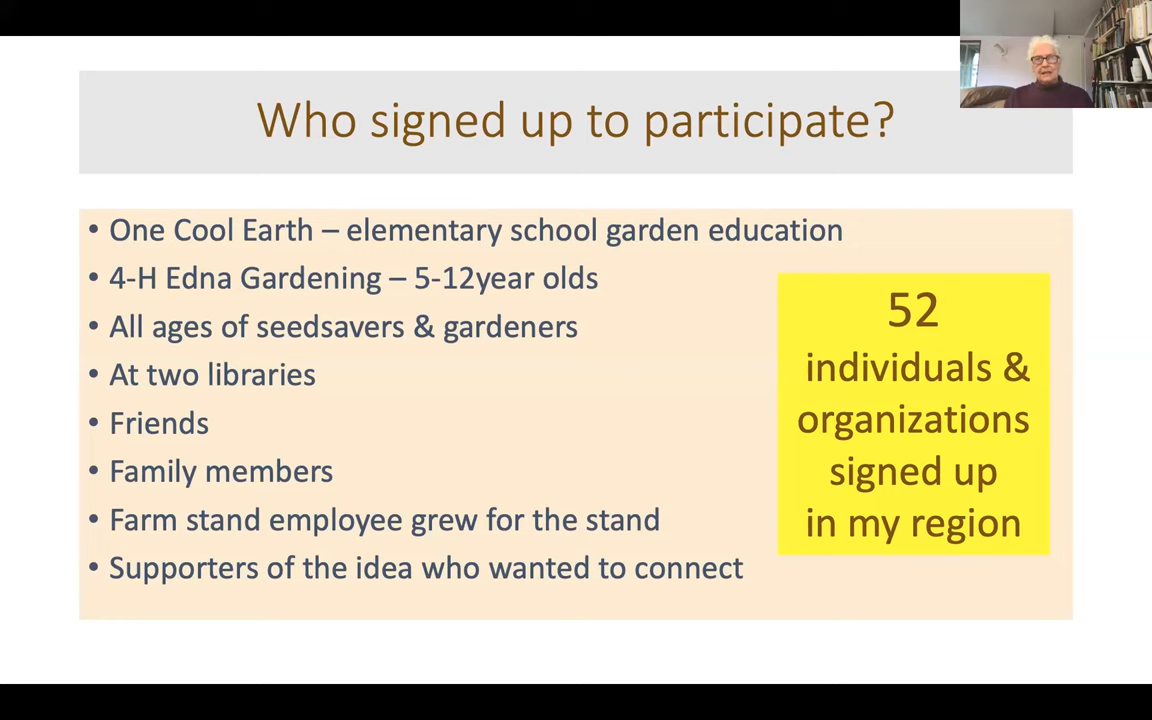 Who signed up to participate?
• One Cool Earth – elementary school garden education
• 4-H Edna Gardening – 5-12year olds
• All ages of seedsavers & gardeners
• At two libraries
• Friends
• Family members
• Farm stand employee grew for the stand
• Supporters of the idea who wanted to connect
52
individuals &
organizations
signed up
in my region